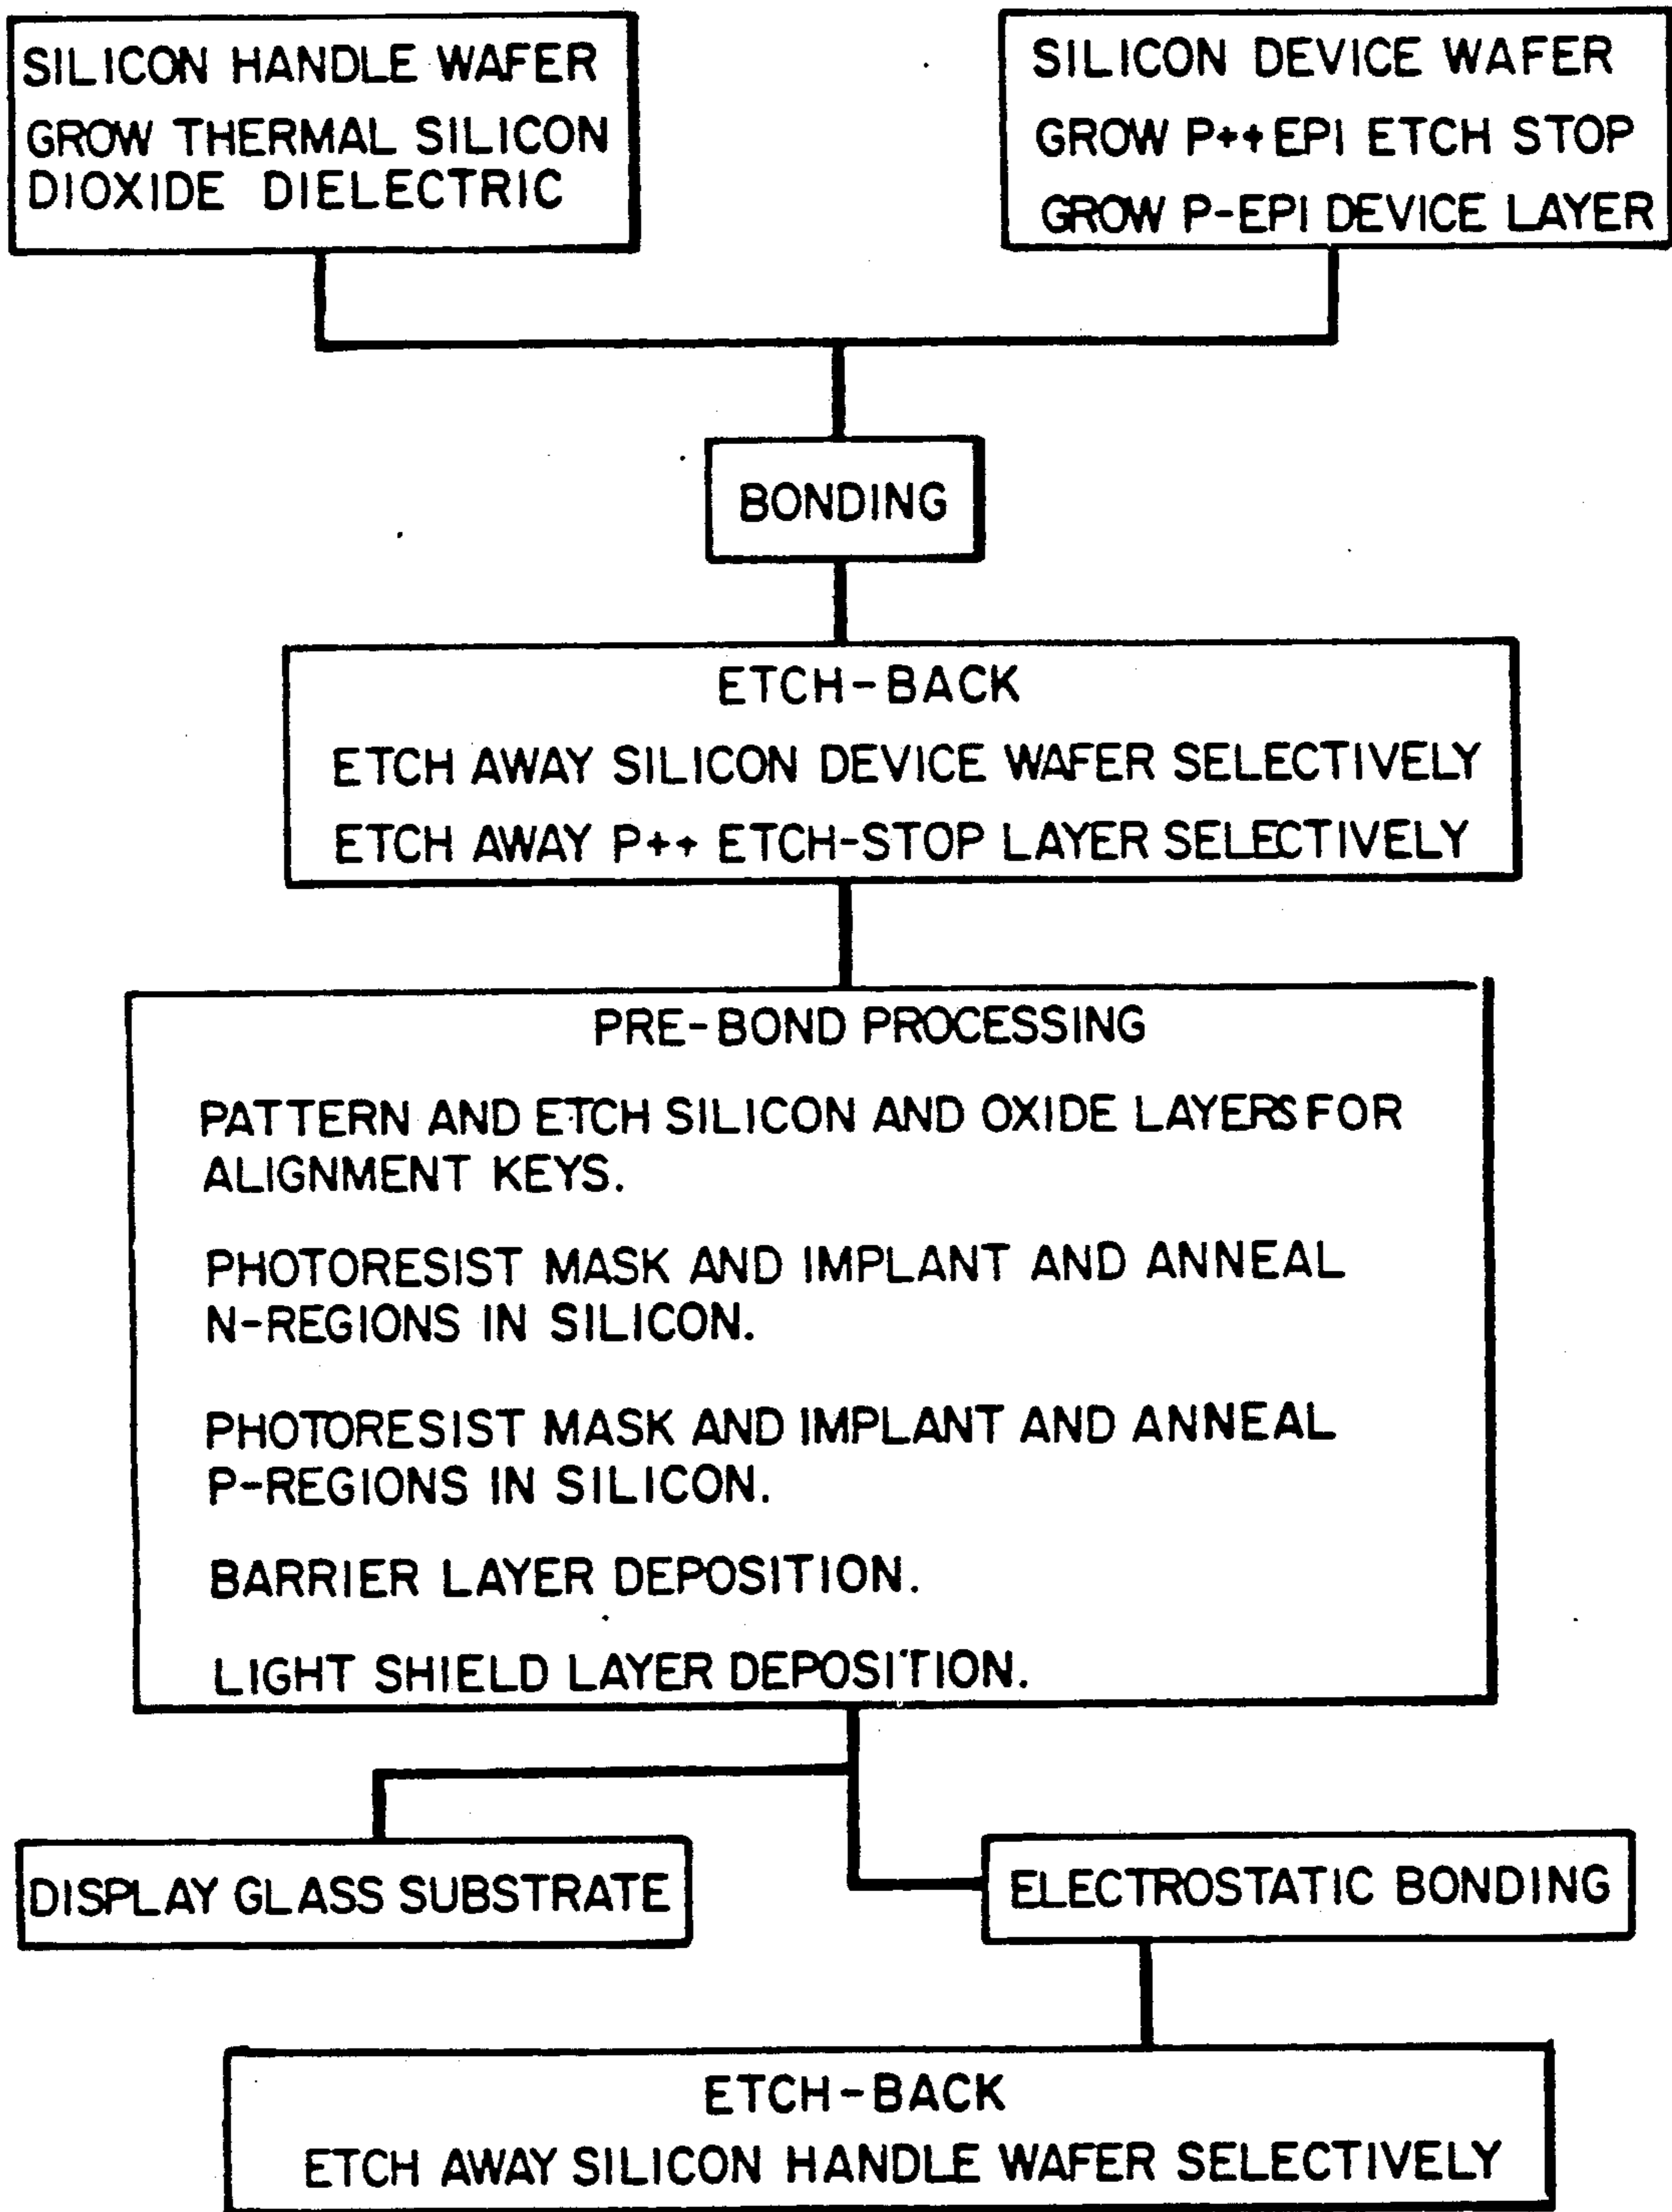 SILICON HANDLE WAFER
GROW THERMAL SILICON
DIOXIDE DIELECTRIC
SILICON DEVICE WAFER
GROW P++ EPI ETCH STOP
GROW P-EPI DEVICE LAYER
BONDING
ETCH-BACK
ETCH AWAY SILICON DEVICE WAFER SELECTIVELY
ETCH AWAY P++ ETCH-STOP LAYER SELECTIVELY
PRE-BOND PROCESSING
PATTERN AND ETCH SILICON AND OXIDE LAYERS FOR
ALIGNMENT KEYS.
PHOTORESIST MASK AND IMPLANT AND ANNEAL
N-REGIONS IN SILICON.
PHOTORESIST MASK AND IMPLANT AND ANNEAL
P-REGIONS IN SILICON.
BARRIER LAYER DEPOSITION.
LIGHT SHIELD LAYER DEPOSITION.
DISPLAY GLASS SUBSTRATE
ELECTROSTATIC BONDING
ETCH-BACK
ETCH AWAY SILICON HANDLE WAFER SELECTIVELY